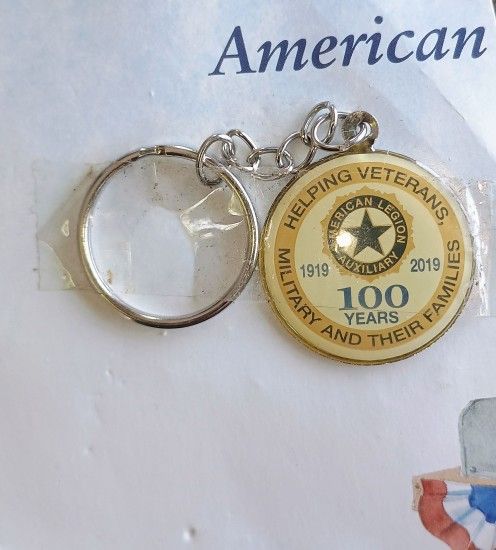 American
HELPING VETERANS,
MILITARY AND THEIR FAMILIES
AMERICAN LEGION
AUXILIARY
1919 2019
100
YEARS